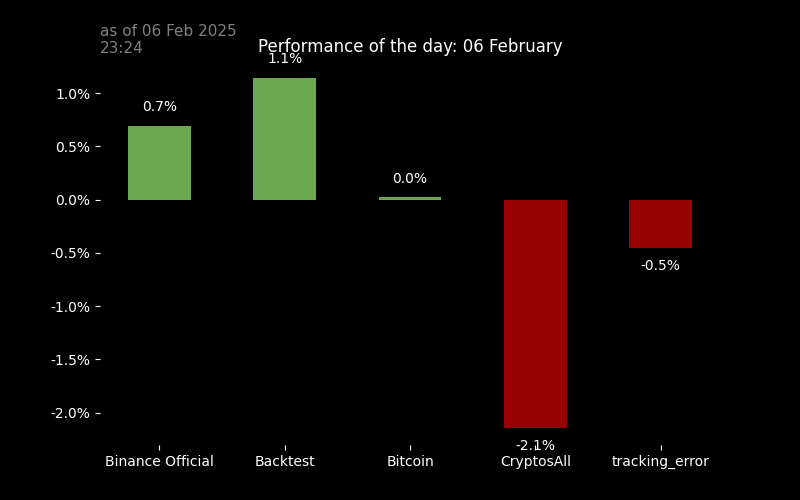 as of 06 Feb 2025
23:24
Performance of the day: 06 February
1.1%
1.0%
0.7%
0.5%
0.0%
0.0%
-0.5%
-0.5%
-1.0%
-1.5%
-2.0%
-2.1%
Binance Official
Backtest
Bitcoin
CryptosAll
tracking_error